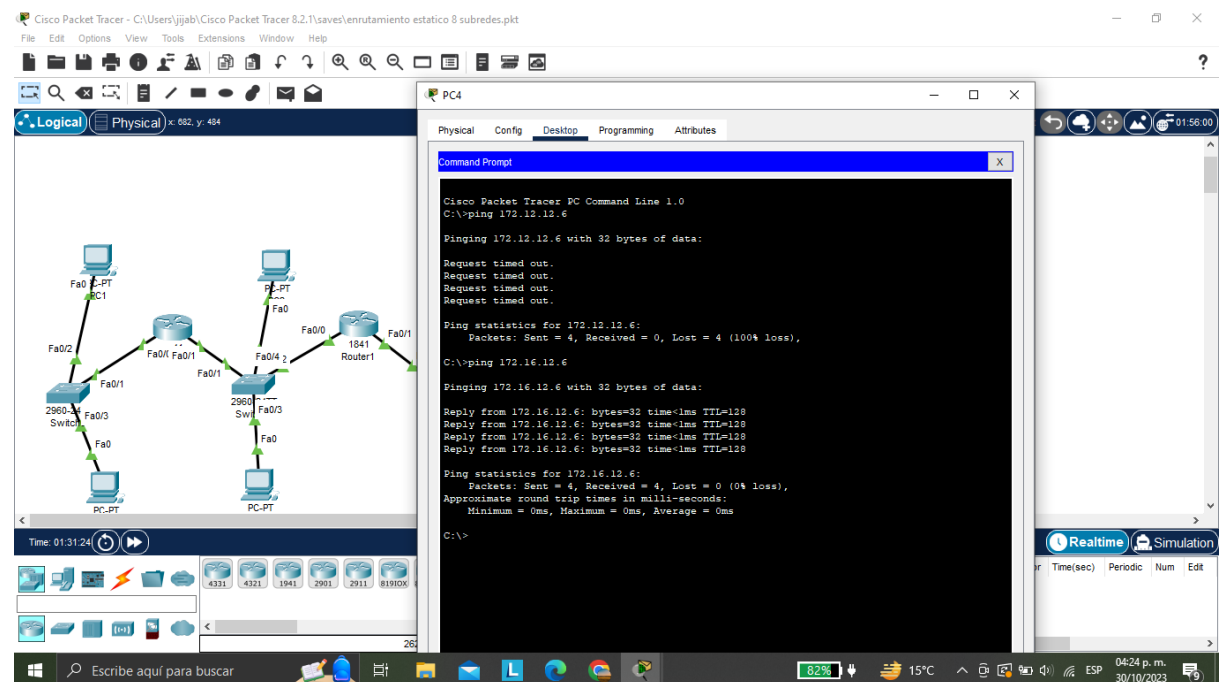 Cisco Packet Tracer - C:\Users\jijab\Cisco Packet Tracer 8.2.1\saves\enrutamiento estatico 8 subredes.pkt
File Edit Options View Tools Extensions Window Help
?
PC4
Logical Physical x: 682, y: 484
01:56:00
Physical Config Desktop Programming Attributes
Command Prompt X
Cisco Packet Tracer PC Command Line 1.0
C:\>ping 172.12.12.6
Pinging 172.12.12.6 with 32 bytes of data:
Request timed out.
Request timed out.
Request timed out.
Request timed out.
Ping statistics for 172.12.12.6:
Packets: Sent = 4, Received = 0, Lost = 4 (100% loss),
C:\>ping 172.16.12.6
Pinging 172.16.12.6 with 32 bytes of data:
Reply from 172.16.12.6: bytes=32 time<1ms TTL=128
Reply from 172.16.12.6: bytes=32 time<1ms TTL=128
Reply from 172.16.12.6: bytes=32 time<1ms TTL=128
Reply from 172.16.12.6: bytes=32 time<1ms TTL=128
Ping statistics for 172.16.12.6:
Packets: Sent = 4, Received = 4, Lost = 0 (0% loss),
Approximate round trip times in milli-seconds:
Minimum = 0ms, Maximum = 0ms, Average = 0ms
C:\>
Fa0
PC1
PC-PT
Fa0
Fa0/2
Fa0/1
Fa0/1
Fa0/4
Fa0/0
1841
Router1
Fa0/1
Fa0/1
Fa0/3
Fa0
PC-PT
Fa0/3
Fa0
PC-PT
Time: 01:31:24
Realtime Simulation
4331 4321 1941 2901 2911 819IOX
Time(sec) Periodic Num Edit
Escribe aquí para buscar
82%
15°C
ESP
04:24 p. m.
30/10/2023